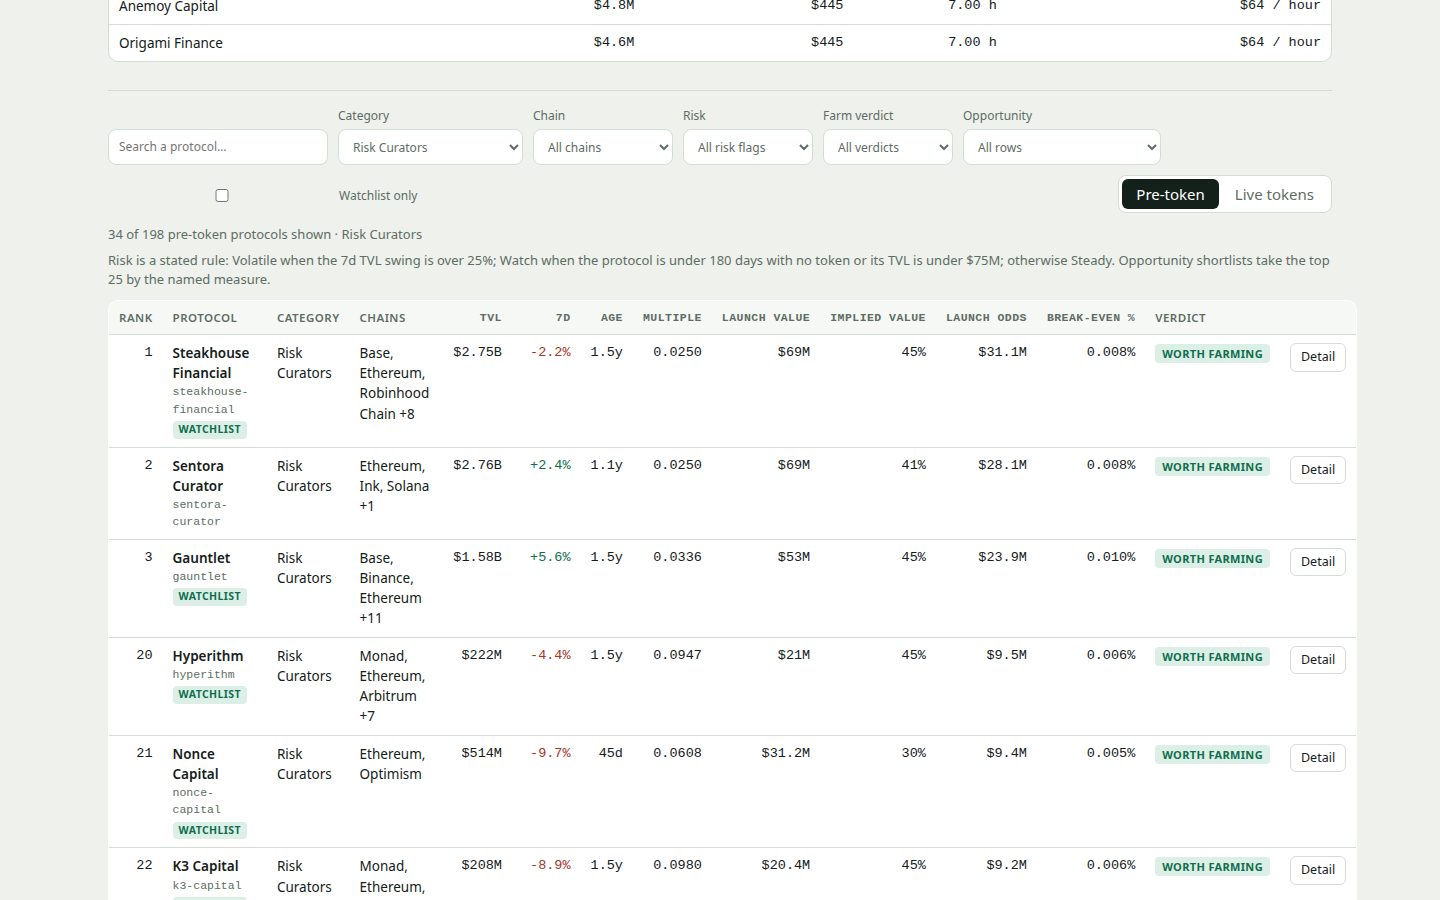 Anemoy Capital $4.8M $445 7.00 h $64 / hour
Origami Finance $4.6M $445 7.00 h $64 / hour
Category Chain Risk Farm verdict Opportunity
Search a protocol... Risk Curators All chains All risk flags All verdicts All rows
Watchlist only Pre-token Live tokens
34 of 198 pre-token protocols shown · Risk Curators
Risk is a stated rule: Volatile when the 7d TVL swing is over 25%; Watch when the protocol is under 180 days with no token or its TVL is under $75M; otherwise Steady. Opportunity shortlists take the top
25 by the named measure.
RANK PROTOCOL CATEGORY CHAINS TVL 7D AGE MULTIPLE LAUNCH VALUE IMPLIED VALUE LAUNCH ODDS BREAK-EVEN % VERDICT
1 Steakhouse Risk Base, $2.75B -2.2% 1.5y 0.0250 $69M 45% $31.1M 0.008% WORTH FARMING Detail
Financial Curators Ethereum,
steakhouse- Robinhood
financial Chain +8
WATCHLIST
2 Sentora Risk Ethereum, $2.76B +2.4% 1.1y 0.0250 $69M 41% $28.1M 0.008% WORTH FARMING Detail
Curator Curators Ink, Solana
sentora- +1
curator
3 Gauntlet Risk Base, $1.58B +5.6% 1.5y 0.0336 $53M 45% $23.9M 0.010% WORTH FARMING Detail
gauntlet Curators Binance,
WATCHLIST Ethereum
+11
20 Hyperithm Risk Monad, $222M -4.4% 1.5y 0.0947 $21M 45% $9.5M 0.006% WORTH FARMING Detail
hyperithm Curators Ethereum,
WATCHLIST Arbitrum
+7
21 Nonce Risk Ethereum, $514M -9.7% 45d 0.0608 $31.2M 30% $9.4M 0.005% WORTH FARMING Detail
Capital Curators Optimism
nonce-
capital
WATCHLIST
22 K3 Capital Risk Monad, $208M -8.9% 1.5y 0.0980 $20.4M 45% $9.2M 0.006% WORTH FARMING Detail
k3-capital Curators Ethereum,